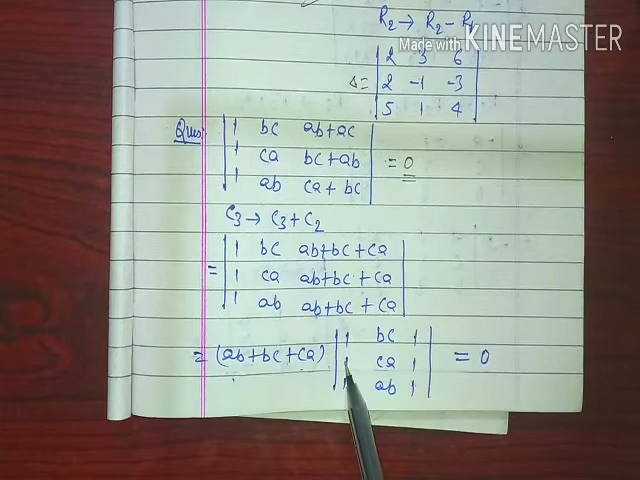 R₂ → R₂ - R₁
Made with KINEMASTER
Δ = | 2 3 6 |
| 2 -1 -3 |
| 5 1 4 |
Ques: | 1 bc ab+ac |
| 1 ca bc+ab | = 0
| 1 ab ca+bc |
C₃ → C₃ + C₂
= | 1 bc ab+bc+ca |
| 1 ca ab+bc+ca |
| 1 ab ab+bc+ca |
= (ab+bc+ca) | 1 bc 1 |
| 1 ca 1 | = 0
| 1 ab 1 |